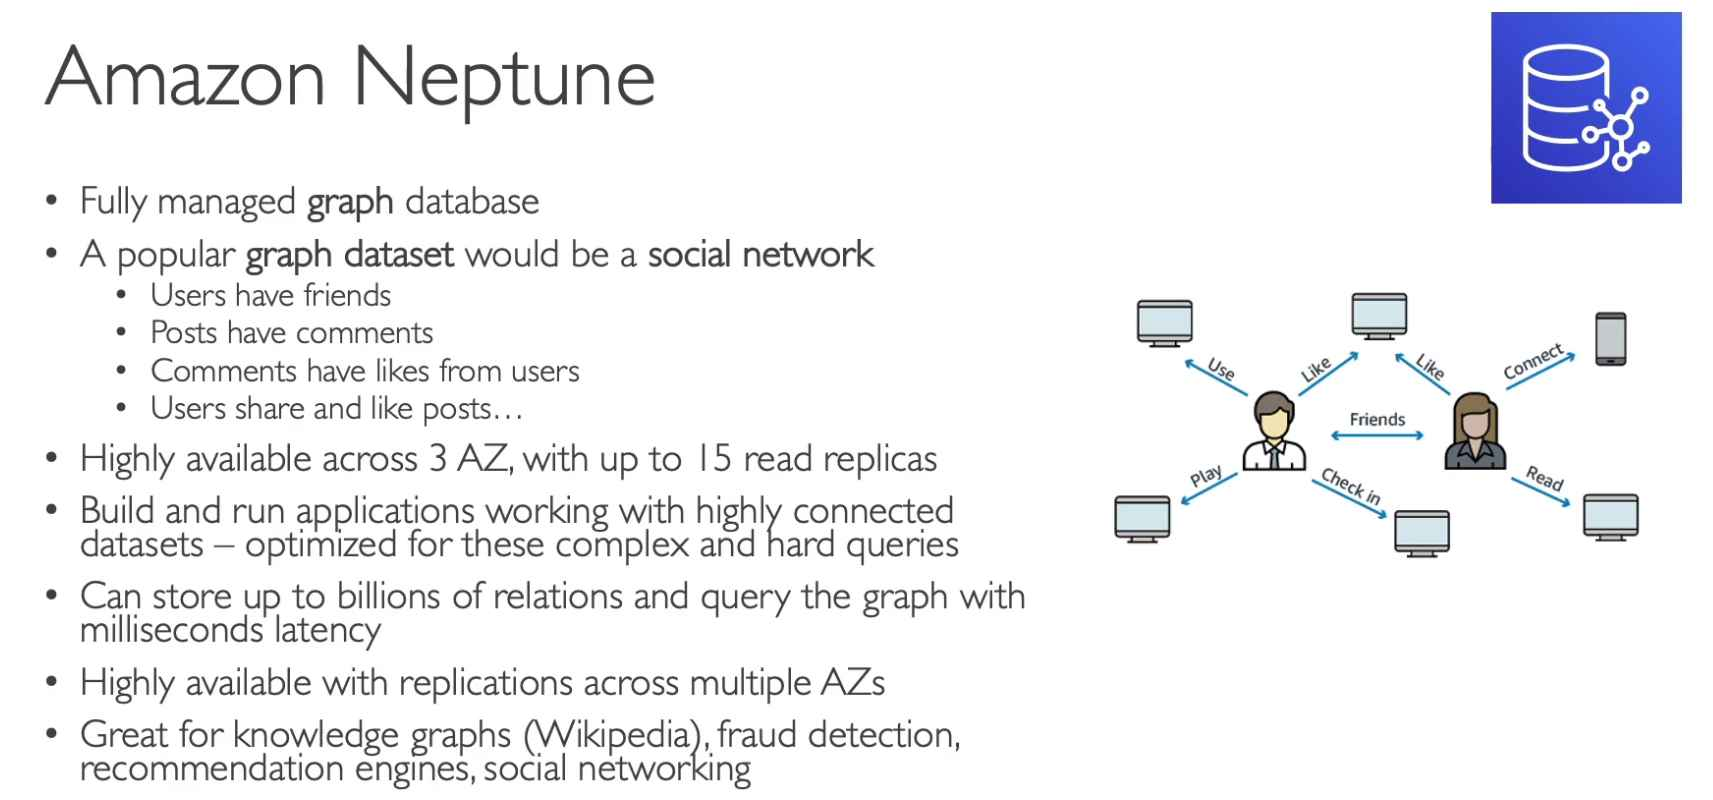 Amazon Neptune
• Fully managed graph database
• A popular graph dataset would be a social network
• Users have friends
• Posts have comments
• Comments have likes from users
• Users share and like posts…
• Highly available across 3 AZ, with up to 15 read replicas
• Build and run applications working with highly connected
datasets – optimized for these complex and hard queries
• Can store up to billions of relations and query the graph with
milliseconds latency
• Highly available with replications across multiple AZs
• Great for knowledge graphs (Wikipedia), fraud detection,
recommendation engines, social networking
Use
Like
Like
Connect
Friends
Play
Check in
Read